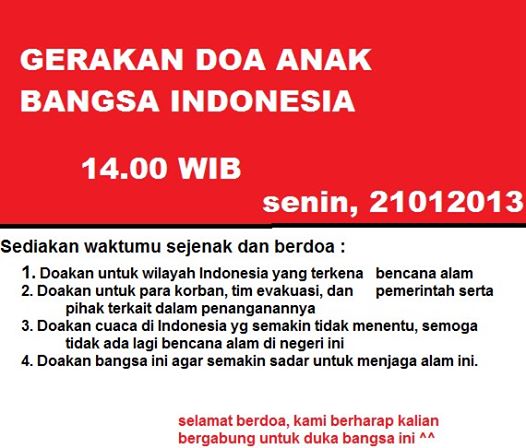 GERAKAN DOA ANAK
BANGSA INDONESIA
14.00 WIB
senin, 21012013
Sediakan waktumu sejenak dan berdoa :
1. Doakan untuk wilayah Indonesia yang terkena bencana alam
2. Doakan untuk para korban, tim evakuasi, dan pemerintah serta
pihak terkait dalam penanganannya
3. Doakan cuaca di Indonesia yg semakin tidak menentu, semoga
tidak ada lagi bencana alam di negeri ini
4. Doakan bangsa ini agar semakin sadar untuk menjaga alam ini.
selamat berdoa, kami berharap kalian
bergabung untuk duka bangsa ini ^^